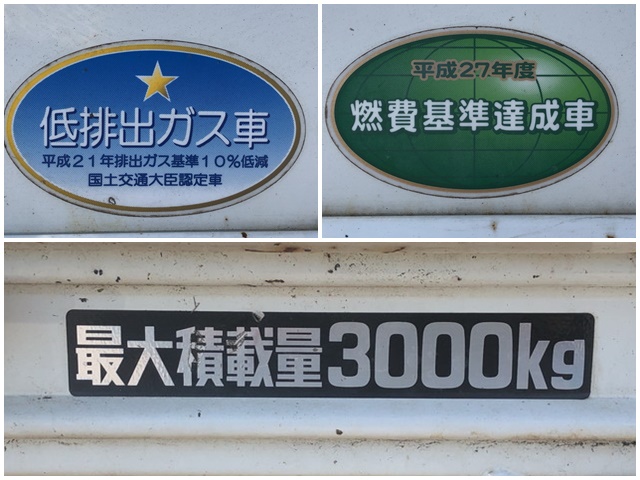 低排出ガス車
平成21年排出ガス基準10%低減
国土交通大臣認定車
平成27年度
燃費基準達成車
最大積載量3000kg